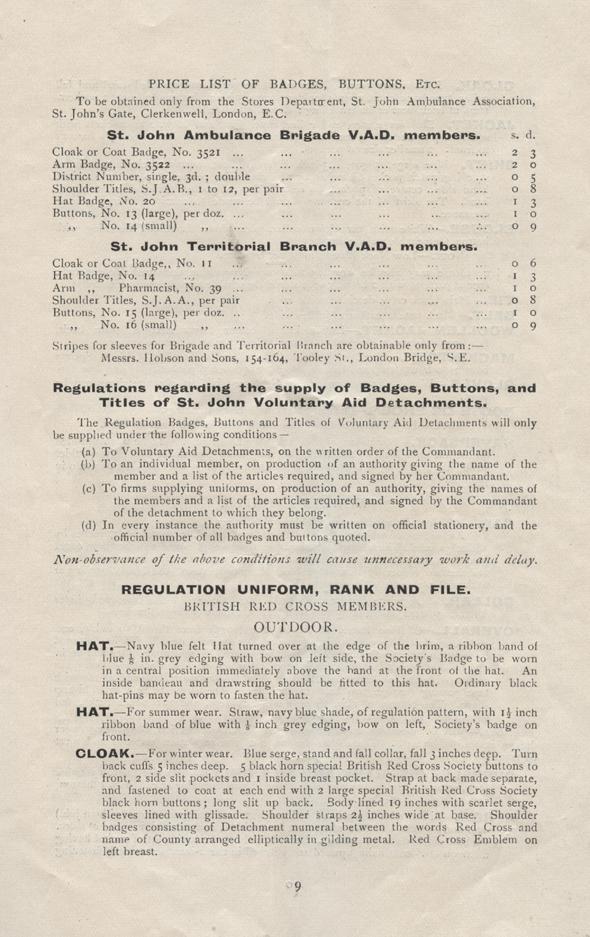 PRICE LIST OF BADGES, BUTTONS, ETC.
To be obtained only from the Stores Department, St. John Ambulance Association,
St. John's Gate, Clerkenwell, London, E.C.
St. John Ambulance Brigade V.A.D. members. s. d.
Cloak or Coat Badge, No. 3521 ... ... ... ... ... ... 2 3
Arm Badge, No. 3522 ... ... ... ... ... ... 2 0
District Number, single, 3d. ; double ... ... ... ... ... 0 5
Shoulder Titles, S.J.A.B., 1 to 12, per pair ... ... ... ... 0 8
Hat Badge, No. 20 ... ... ... ... ... ... 1 3
Buttons, No. 13 (large), per doz. ... ... ... ... ... ... 1 0
„ No. 14 (small) „ ... ... ... ... ... ... 0 9
St. John Territorial Branch V.A.D. members.
Cloak or Coat Badge,, No. 11 ... ... ... ... ... ... 0 6
Hat Badge, No. 14 ... ... ... ... ... ... 1 3
Arm „ Pharmacist, No. 39 ... ... ... ... ... ... 1 0
Shoulder Titles, S.J.A.A., per pair ... ... ... ... ... 0 8
Buttons, No. 15 (large), per doz. .. ... ... ... ... ... 1 0
„ No. 16 (small) „ ... ... ... ... ... ... 0 9
Stripes for sleeves for Brigade and Territorial Branch are obtainable only from :—
Messrs. Hobson and Sons, 154-164, Tooley St., London Bridge, S.E.
Regulations regarding the supply of Badges, Buttons, and
Titles of St. John Voluntary Aid Detachments.
The Regulation Badges, Buttons and Titles of Voluntary Aid Detachments will only
be supplied under the following conditions—
(a) To Voluntary Aid Detachments, on the written order of the Commandant.
(b) To an individual member, on production of an authority giving the name of the
member and a list of the articles required, and signed by her Commandant.
(c) To firms supplying uniforms, on production of an authority, giving the names of
the members and a list of the articles required, and signed by the Commandant
of the detachment to which they belong.
(d) In every instance the authority must be written on official stationery, and the
official number of all badges and buttons quoted.
Non-observance of the above conditions will cause unnecessary work and delay.
REGULATION UNIFORM, RANK AND FILE.
BRITISH RED CROSS MEMBERS.
OUTDOOR.
HAT.—Navy blue felt Hat turned over at the edge of the brim, a ribbon band of
blue ⅛ in. grey edging with bow on left side, the Society's Badge to be worn
in a central position immediately above the band at the front of the hat. An
inside bandeau and drawstring should be fitted to this hat. Ordinary black
hat-pins may be worn to fasten the hat.
HAT.—For summer wear. Straw, navy blue shade, of regulation pattern, with 1½ inch
ribbon band of blue with ⅛ inch grey edging, bow on left, Society's badge on
front.
CLOAK.—For winter wear. Blue serge, stand and fall collar, fall 3 inches deep. Turn
back cuffs 5 inches deep. 5 black horn special British Red Cross Society buttons to
front, 2 side slit pockets and 1 inside breast pocket. Strap at back made separate,
and fastened to coat at each end with 2 large special British Red Cross Society
black horn buttons ; long slit up back. Body lined 19 inches with scarlet serge,
sleeves lined with glissade. Shoulder straps 2½ inches wide at base. Shoulder
badges consisting of Detachment numeral between the words Red Cross and
name of County arranged elliptically in gilding metal. Red Cross Emblem on
left breast.
9